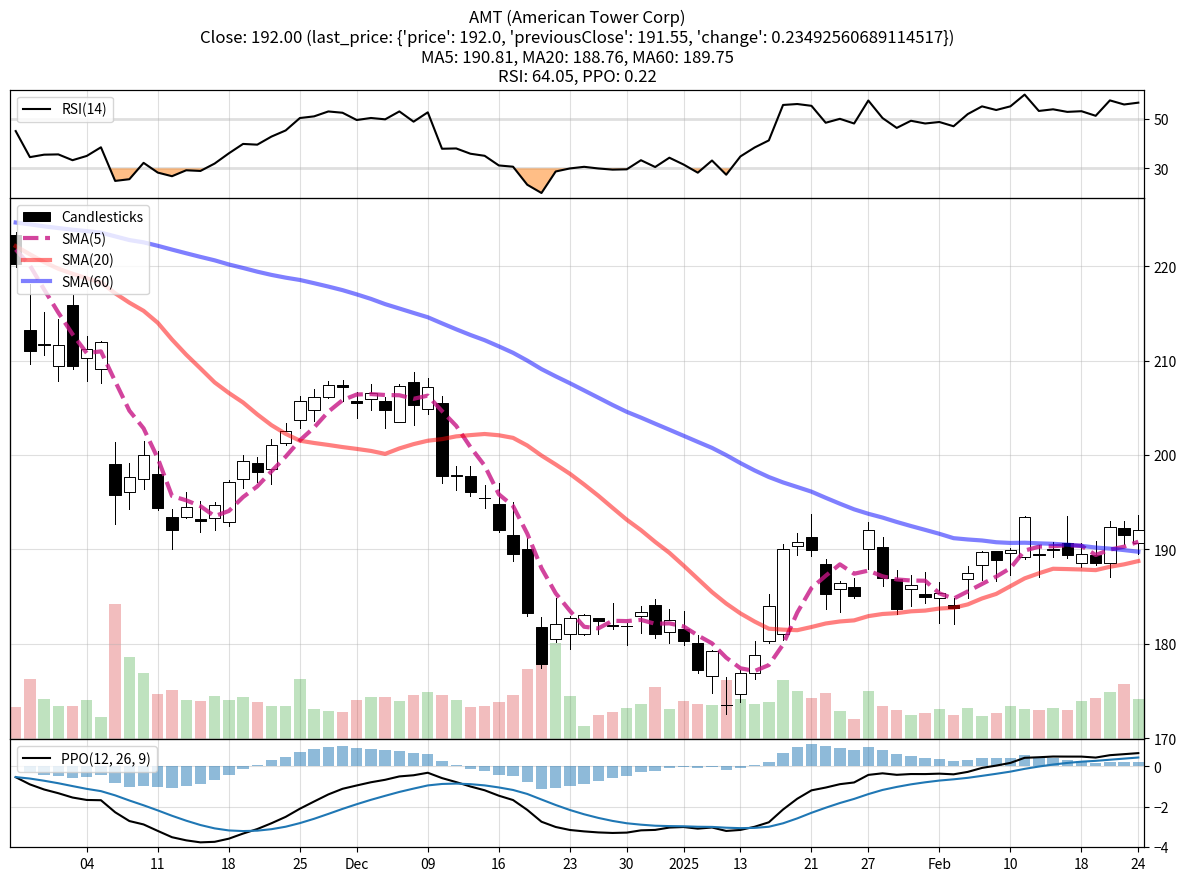 AMT (American Tower Corp)
Close: 192.00 (last_price: {'price': 192.0, 'previousClose': 191.55, 'change': 0.23492560689114517})
MA5: 190.81, MA20: 188.76, MA60: 189.75
RSI: 64.05, PPO: 0.22
RSI(14)
50
30
Candlesticks
SMA(5)
SMA(20)
SMA(60)
220
210
200
190
180
170
PPO(12, 26, 9)
0
−2
−4
04 11 18 25 Dec 09 16 23 30 2025 13 21 27 Feb 10 18 24